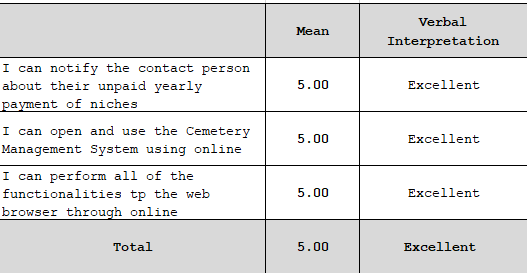 Mean
Verbal
Interpretation
I can notify the contact person
about their unpaid yearly
payment of niches
5.00
Excellent
I can open and use the Cemetery
Management System using online
5.00
Excellent
I can perform all of the
functionalities tp the web
browser through online
5.00
Excellent
Total
5.00
Excellent